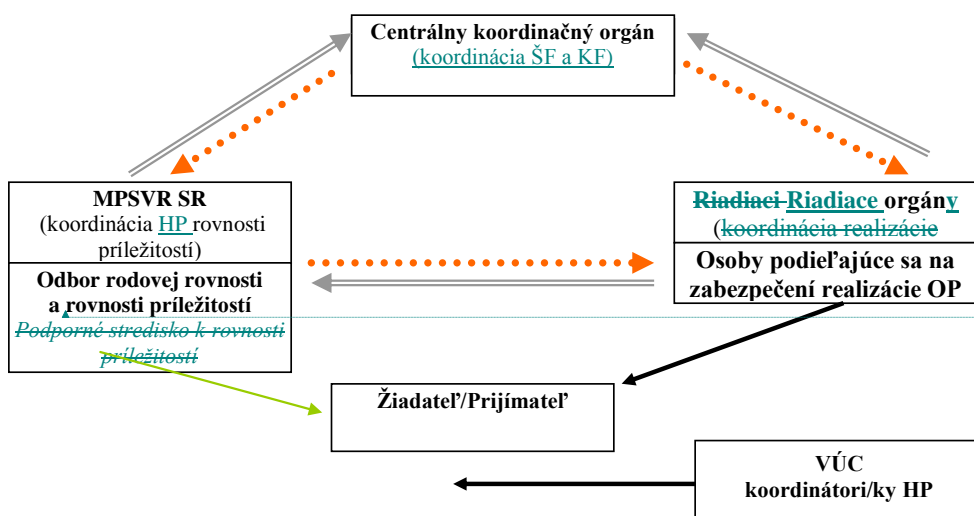 Centrálny koordinačný orgán
(koordinácia ŠF a KF)
MPSVR SR
(koordinácia HP rovnosti
príležitostí)
Odbor rodovej rovnosti
a rovnosti príležitostí
Podporné stredisko k rovnosti
príležitostí
Riadiaci Riadiace orgány
(koordinácia realizácie
Osoby podieľajúce sa na
zabezpečení realizácie OP
Žiadateľ/Prijímateľ
VÚC
koordinátori/ky HP